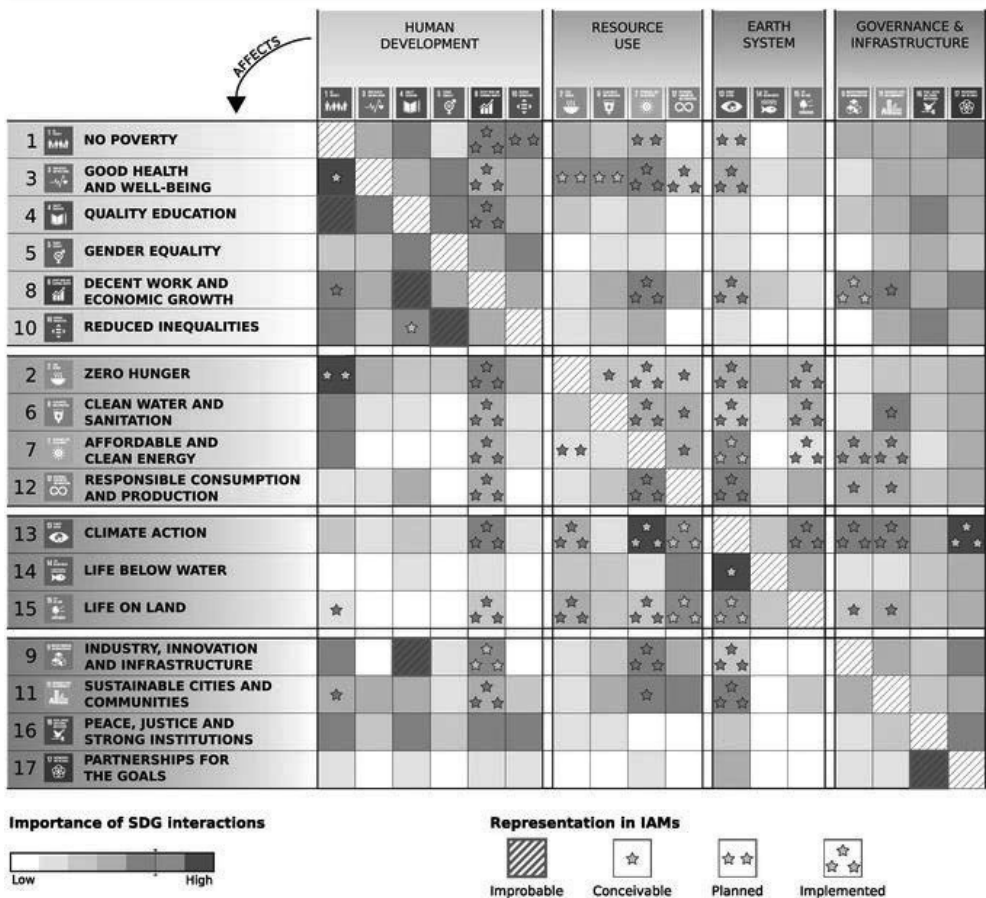 HUMAN
DEVELOPMENT
RESOURCE
USE
EARTH
SYSTEM
GOVERNANCE &
INFRASTRUCTURE
AFFECTS
1 NO POVERTY
3 GOOD HEALTH
AND WELL-BEING
4 QUALITY EDUCATION
5 GENDER EQUALITY
8 DECENT WORK AND
ECONOMIC GROWTH
10 REDUCED INEQUALITIES
2 ZERO HUNGER
6 CLEAN WATER AND
SANITATION
7 AFFORDABLE AND
CLEAN ENERGY
12 RESPONSIBLE CONSUMPTION
AND PRODUCTION
13 CLIMATE ACTION
14 LIFE BELOW WATER
15 LIFE ON LAND
9 INDUSTRY, INNOVATION
AND INFRASTRUCTURE
11 SUSTAINABLE CITIES AND
COMMUNITIES
16 PEACE, JUSTICE AND
STRONG INSTITUTIONS
17 PARTNERSHIPS FOR
THE GOALS
Importance of SDG interactions
Low High
Representation in IAMs
Improbable Conceivable Planned Implemented